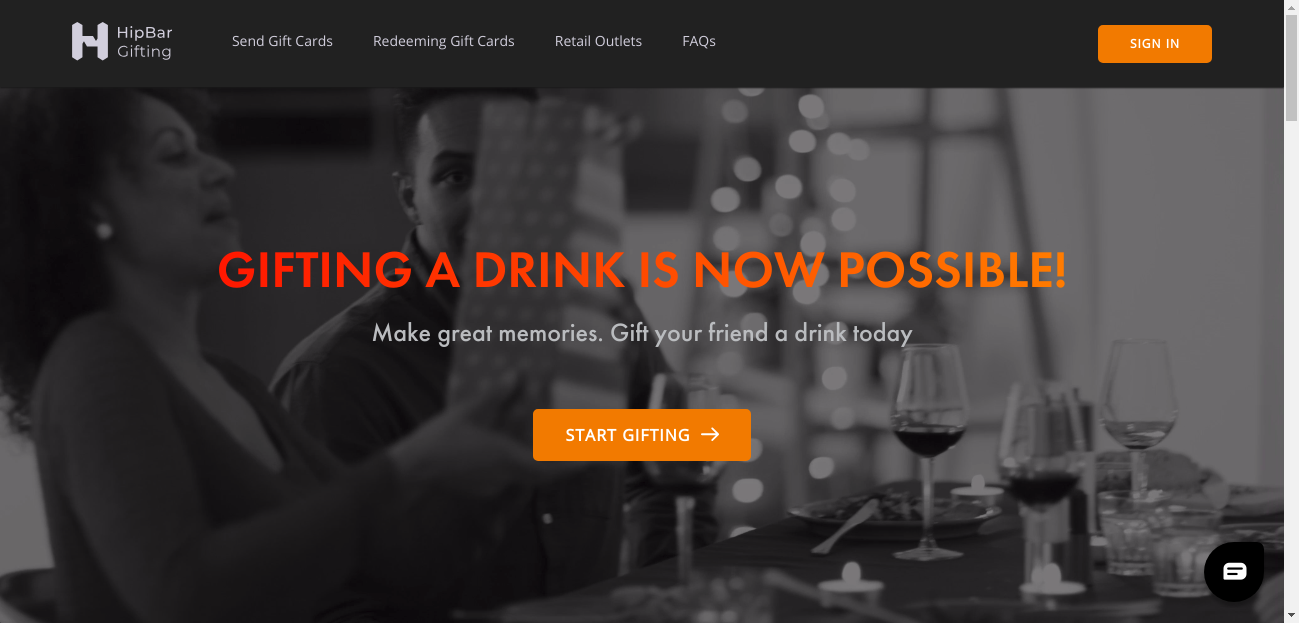 HipBar
Gifting
Send Gift Cards
Redeeming Gift Cards
Retail Outlets
FAQs
SIGN IN
GIFTING A DRINK IS NOW POSSIBLE!
Make great memories. Gift your friend a drink today
START GIFTING →